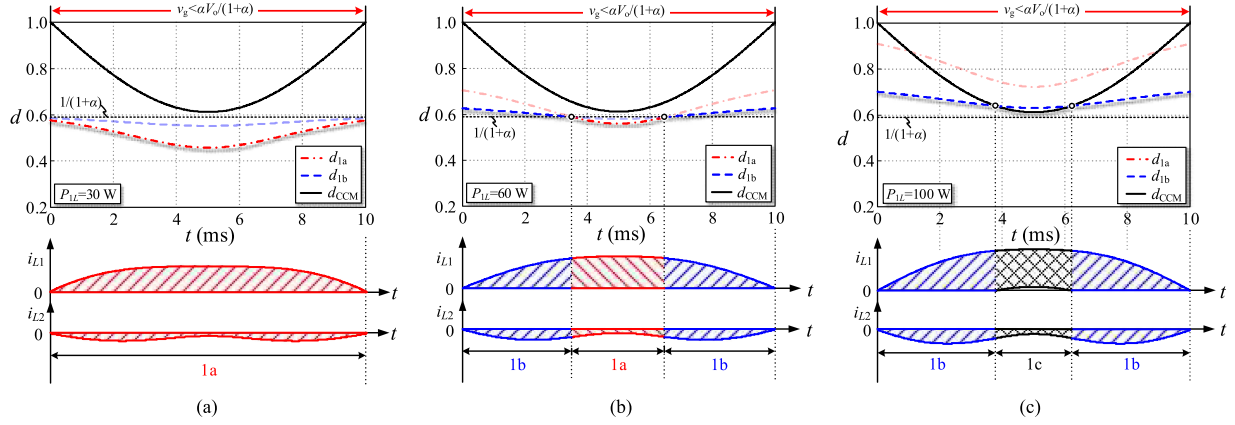 v_g<αV_o/(1+α)
1.0
0.8
d
1/(1+α)
0.6
0.4
d_1a
d_1b
P_1L=30 W
d_CCM
0.2
0 2 4 6 8 10
t (ms)
i_L1
0
t
i_L2
0
t
1a
(a)
v_g<αV_o/(1+α)
1.0
0.8
d
0.6
1/(1+α)
0.4
d_1a
d_1b
P_1L=60 W
d_CCM
0.2
0 2 4 6 8 10
t (ms)
i_L1
0
t
i_L2
0
t
1b 1a 1b
(b)
v_g<αV_o/(1+α)
1.0
0.8
0.6
d
1/(1+α)
0.4
d_1a
d_1b
P_1L=100 W
d_CCM
0.2
0 2 4 6 8 10
t (ms)
i_L1
0
t
i_L2
0
t
1b 1c 1b
(c)